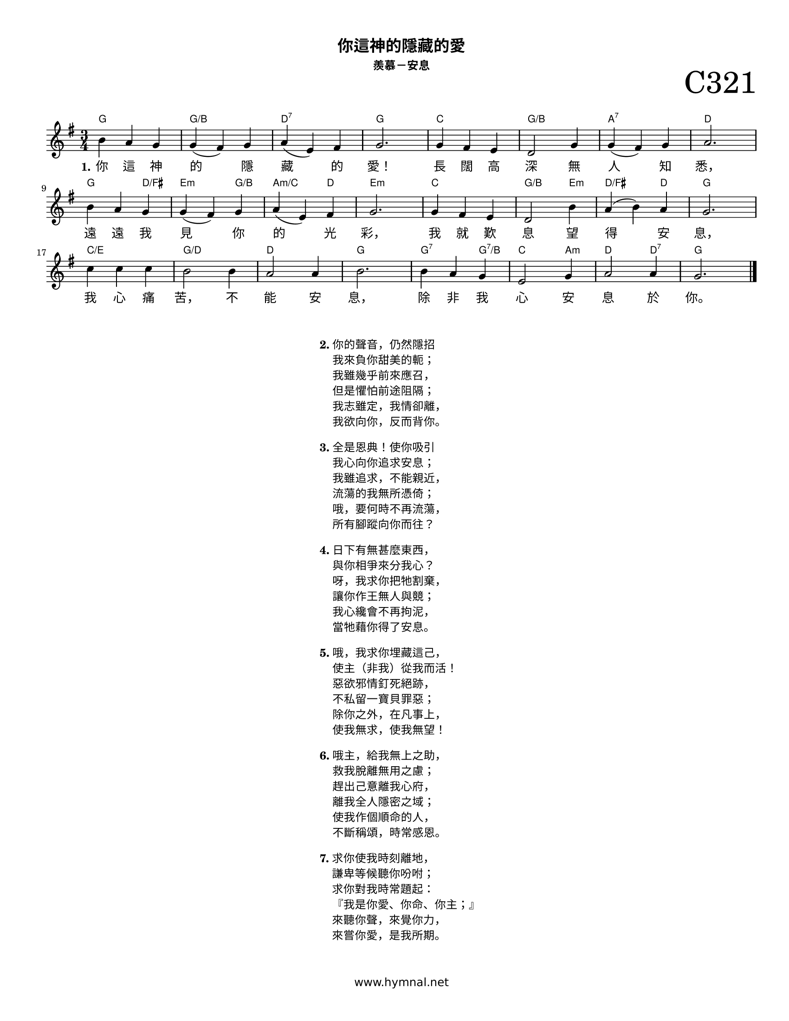 你這神的隱藏的愛
羨慕－安息
C321
G G/B D7 G C G/B A7 D
1. 你 這 神 的 隱 藏 的 愛！ 長 闊 高 深 無 人 知 悉，
9 G D/F♯ Em G/B Am/C D Em C G/B Em D/F♯ D G
遠 遠 我 見 你 的 光 彩， 我 就 歎 息 望 得 安 息，
17 C/E G/D D G G7 G7/B C Am D D7 G
我 心 痛 苦， 不 能 安 息， 除 非 我 心 安 息 於 你。
2. 你的聲音，仍然隱招
我來負你甜美的軛；
我雖幾乎前來應召，
但是懼怕前途阻隔；
我志雖定，我情卻離，
我欲向你，反而背你。
3. 全是恩典！使你吸引
我心向你追求安息；
我雖追求，不能親近，
流蕩的我無所憑倚；
哦，要何時不再流蕩，
所有腳蹤向你而往？
4. 日下有無甚麼東西，
與你相爭來分我心？
呀，我求你把牠割棄，
讓你作王無人與競；
我心纔會不再拘泥，
當牠藉你得了安息。
5. 哦，我求你埋藏這己，
使主（非我）從我而活！
惡欲邪情釘死絕跡，
不私留一寶貝罪惡；
除你之外，在凡事上，
使我無求，使我無望！
6. 哦主，給我無上之助，
救我脫離無用之慮；
趕出己意離我心府，
離我全人隱密之域；
使我作個順命的人，
不斷稱頌，時常感恩。
7. 求你使我時刻離地，
謙卑等候聽你吩咐；
求你對我時常題起：
『我是你愛、你命、你主；』
來聽你聲，來覺你力，
來嘗你愛，是我所期。
www.hymnal.net